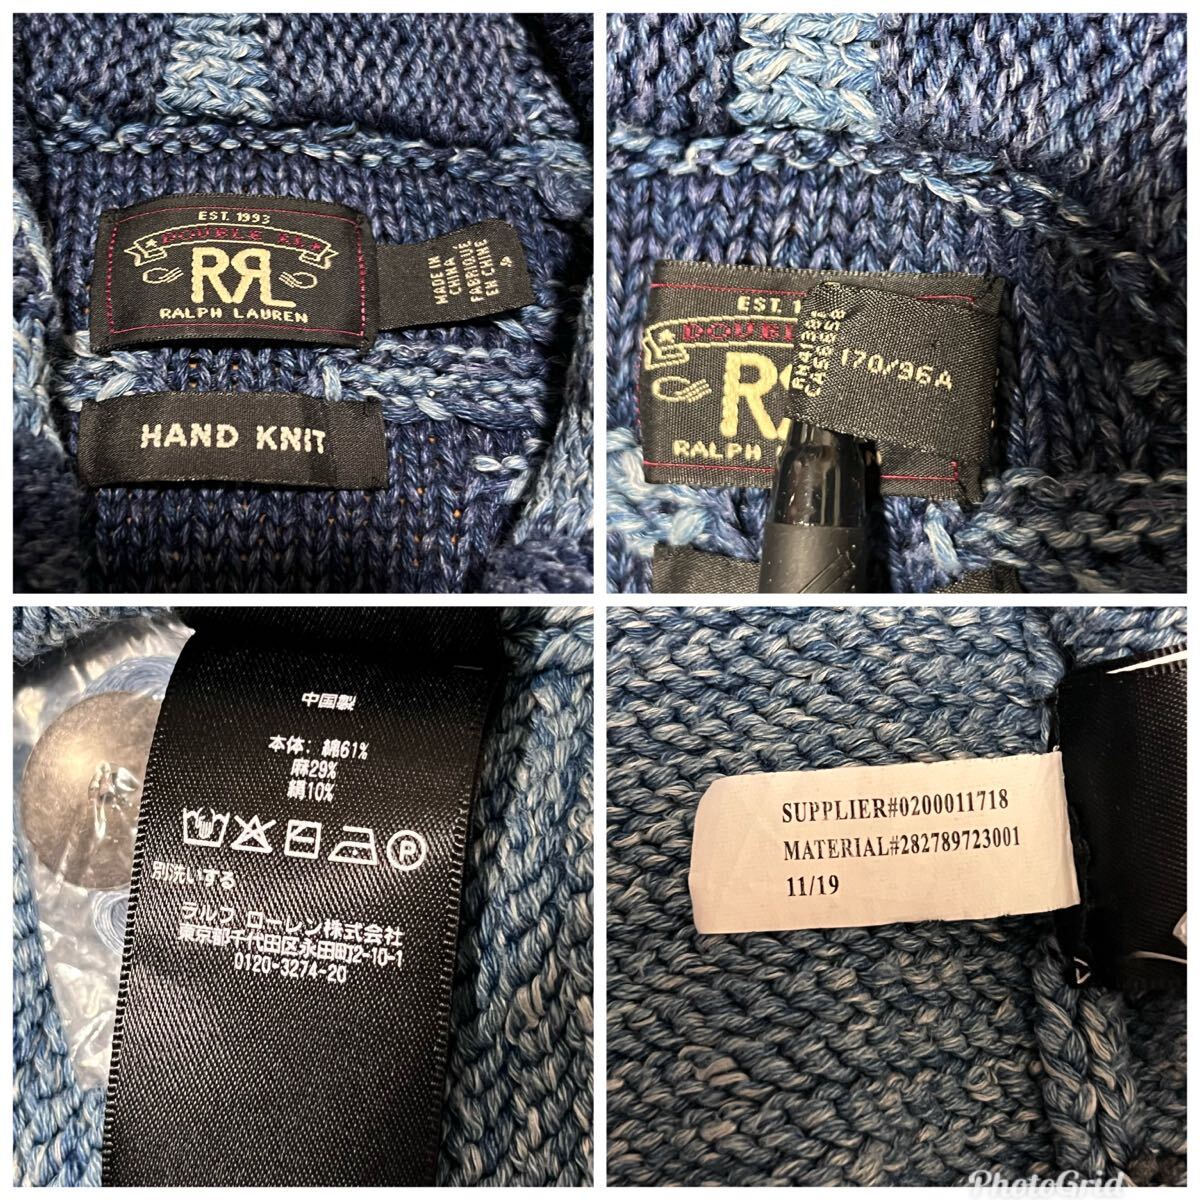 EST. 1993
DOUBLE RL
RRL
RALPH LAUREN
MADE IN
CHINA
FABRIQUÉ
EN CHINE
S
HAND KNIT
EST. 1
DOUBL
R
RALPH
170/96A
中国製
本体: 綿61%
麻29%
絹10%
P
別洗いする
ラルフ ローレン株式会社
東京都千代田区永田町2-10-1
0120-3274-20
SUPPLIER#0200011718
MATERIAL#282789723001
11/19
PhotoGrid